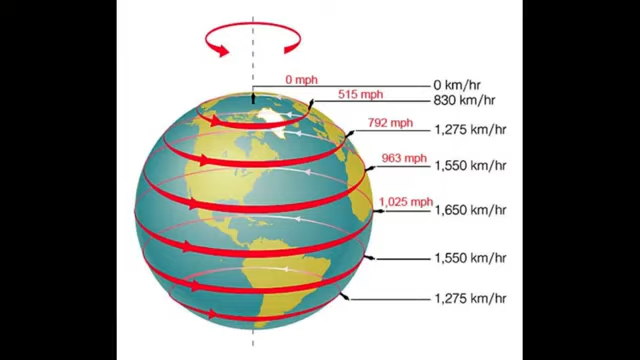 0 mph 0 km/hr
515 mph 830 km/hr
792 mph 1,275 km/hr
963 mph 1,550 km/hr
1,025 mph 1,650 km/hr
1,550 km/hr
1,275 km/hr